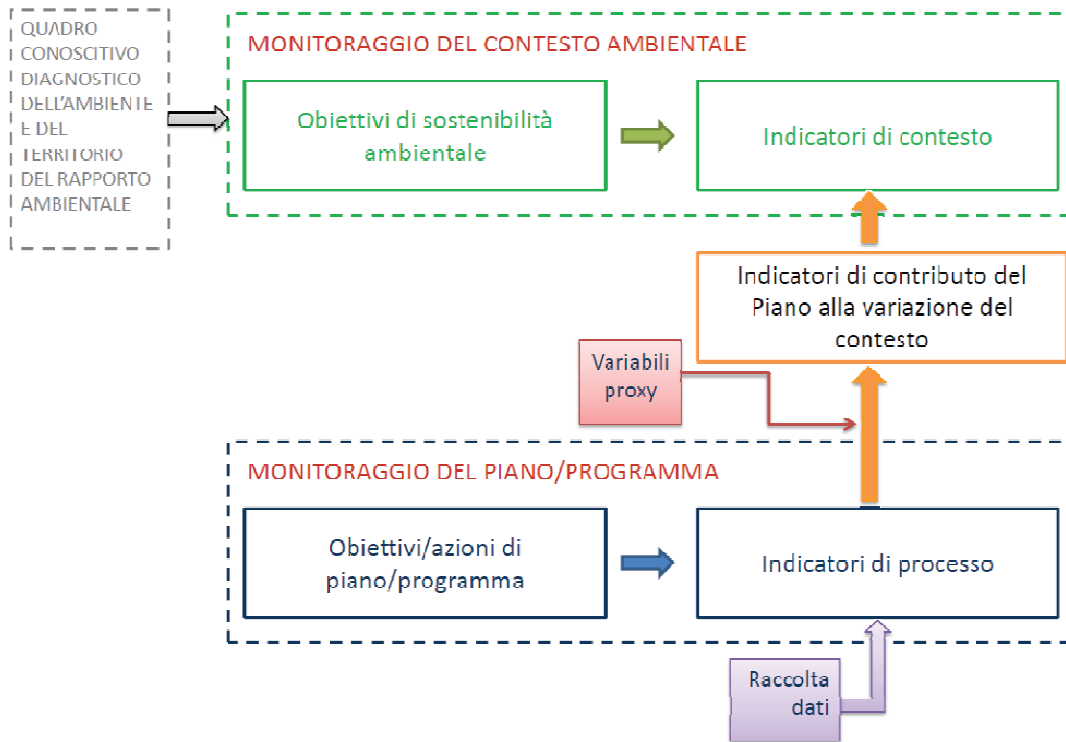 QUADRO
CONOSCITIVO
DIAGNOSTICO
DELL'AMBIENTE
E DEL
TERRITORIO
DEL RAPPORTO
AMBIENTALE
MONITORAGGIO DEL CONTESTO AMBIENTALE
Obiettivi di sostenibilità
ambientale
Indicatori di contesto
Indicatori di contributo del
Piano alla variazione del
contesto
Variabili
proxy
MONITORAGGIO DEL PIANO/PROGRAMMA
Obiettivi/azioni di
piano/programma
Indicatori di processo
Raccolta
dati